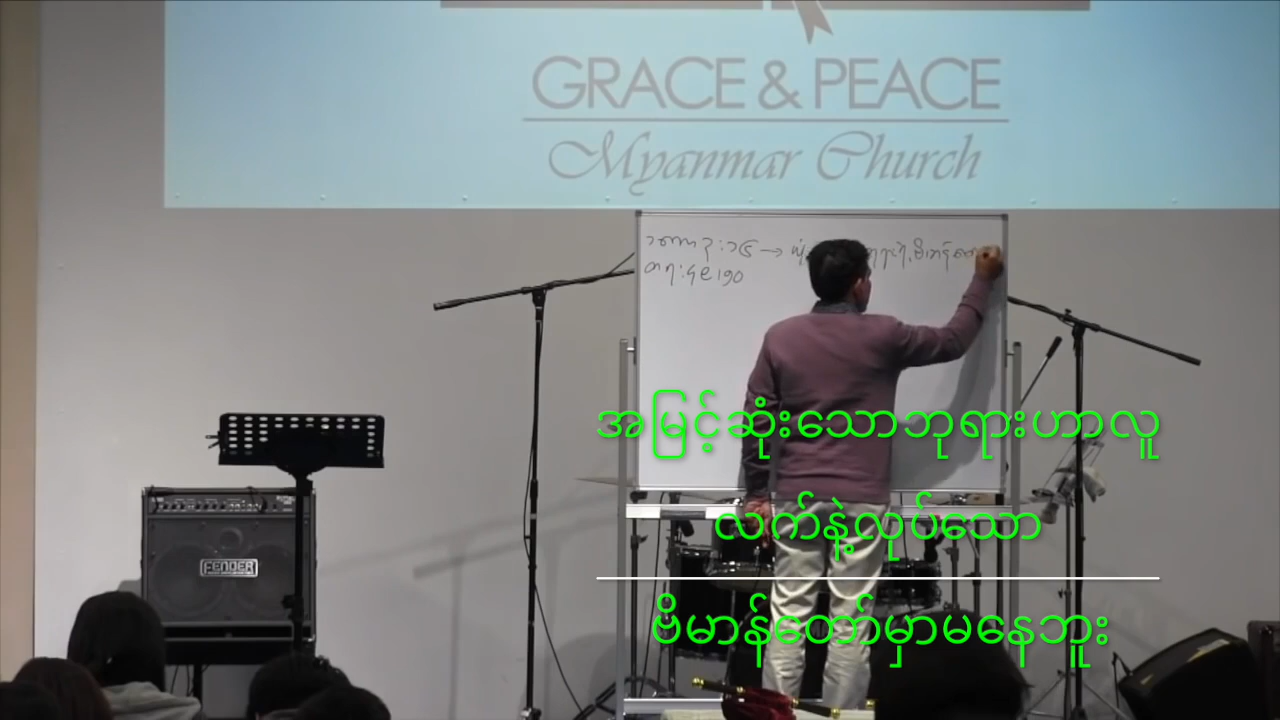 GRACE & PEACE
Myanmar Church
အမြင့်ဆုံးသောဘုရားဟာလူ
လက်နဲ့လုပ်သော
ဗိမာန်တော်မှာမနေဘူး
FENDER